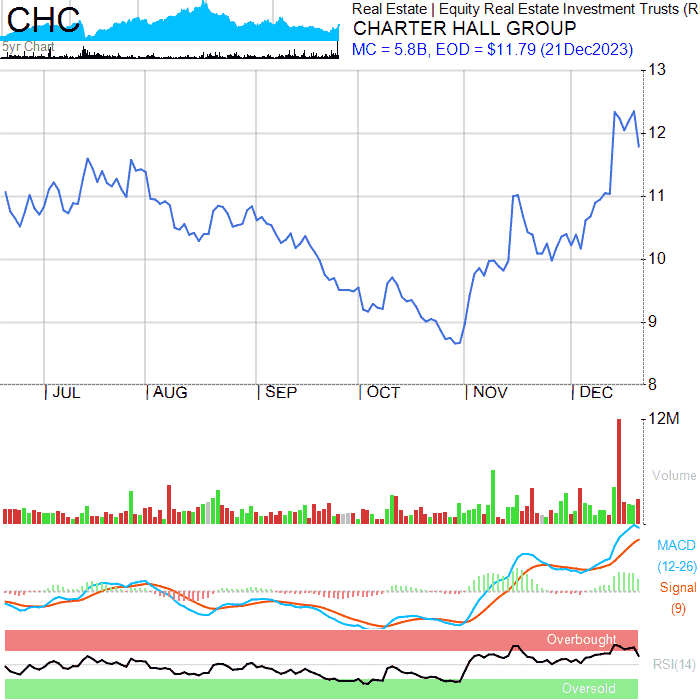 CHC
5yr Chart
Real Estate | Equity Real Estate Investment Trusts (R
CHARTER HALL GROUP
MC = 5.8B, EOD = $11.79 (21Dec2023)
13
12
11
10
9
8
JUL AUG SEP OCT NOV DEC
12M
Volume
MACD
(12-26)
Signal
(9)
Overbought
RSI(14)
Oversold